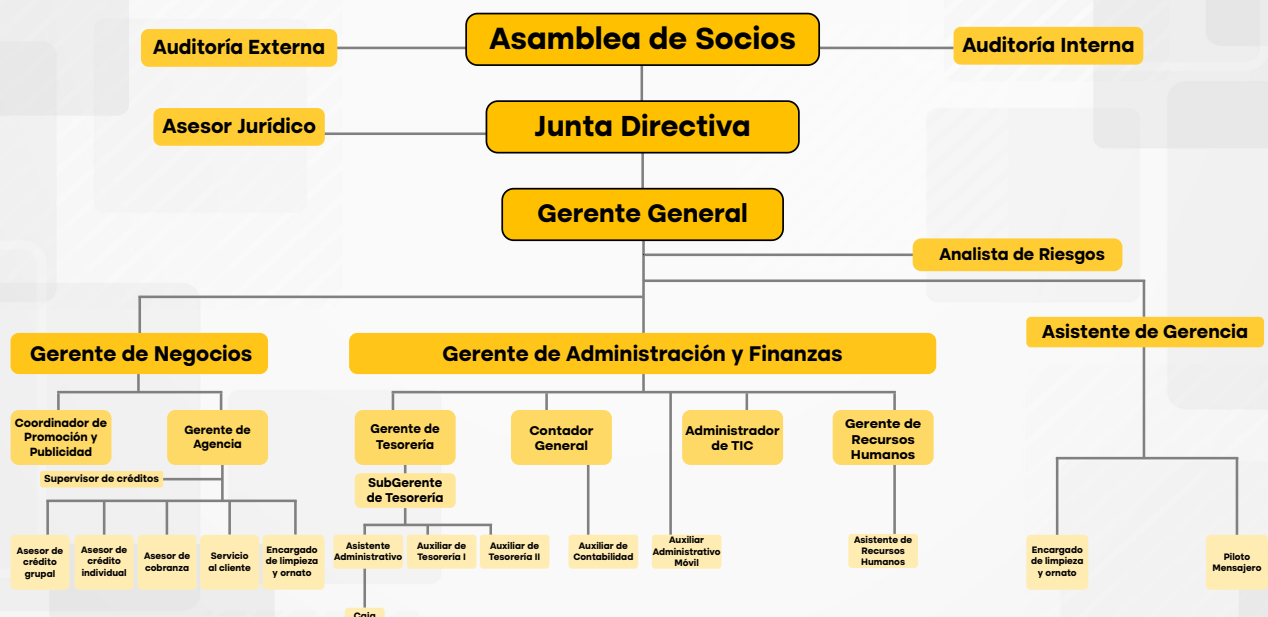 Auditoría Externa
Asamblea de Socios
Auditoría Interna
Asesor Jurídico
Junta Directiva
Gerente General
Analista de Riesgos
Gerente de Negocios
Gerente de Administración y Finanzas
Asistente de Gerencia
Coordinador de
Promoción y
Publicidad
Gerente de
Agencia
Gerente de
Tesorería
Contador
General
Administrador
de TIC
Gerente de
Recursos
Humanos
Supervisor de créditos
SubGerente
de Tesorería
Asesor de
crédito
grupal
Asesor de
crédito
individual
Asesor de
cobranza
Servicio
al cliente
Encargado
de limpieza
y ornato
Asistente
Administrativo
Auxiliar de
Tesorería I
Auxiliar de
Tesorería II
Auxiliar de
Contabilidad
Auxiliar
Administrativo
Móvil
Asistente de
Recursos
Humanos
Encargado
de limpieza
y ornato
Piloto
Mensajero
Caja